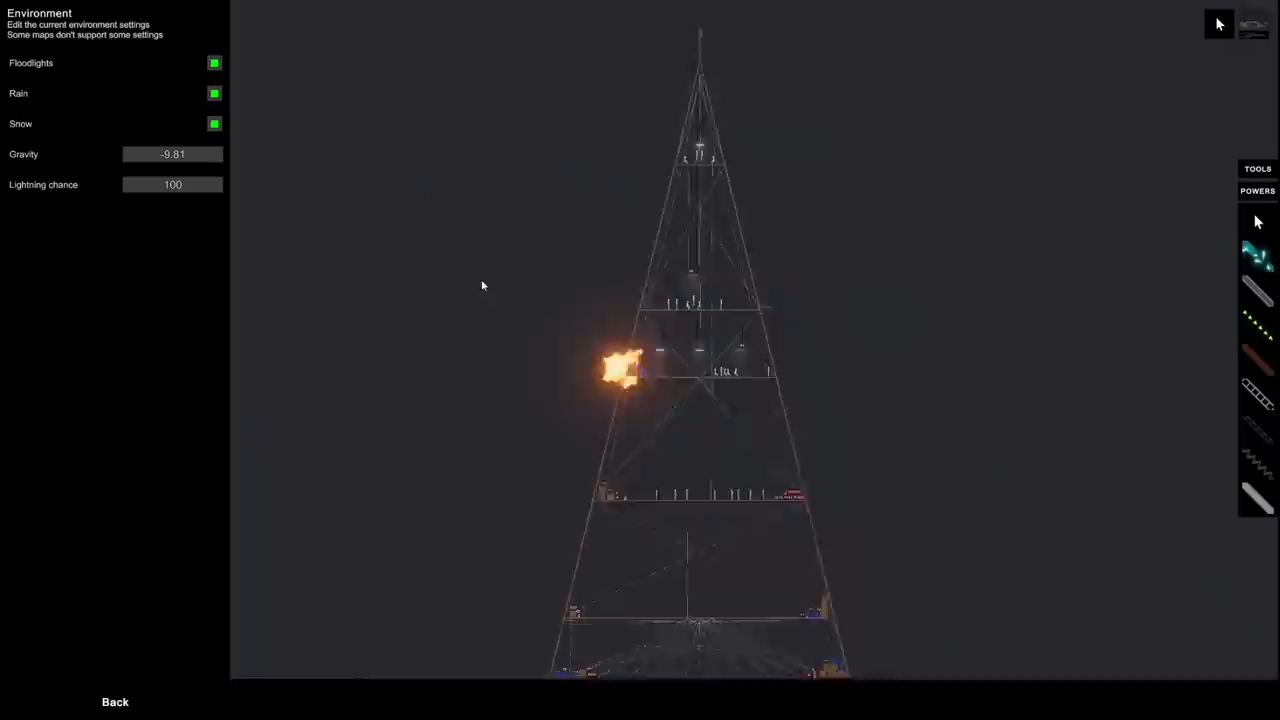 Environment
Edit the current environment settings
Some maps don't support some settings
Floodlights
Rain
Snow
Gravity
-9.81
Lightning chance
100
TOOLS
POWERS
Back